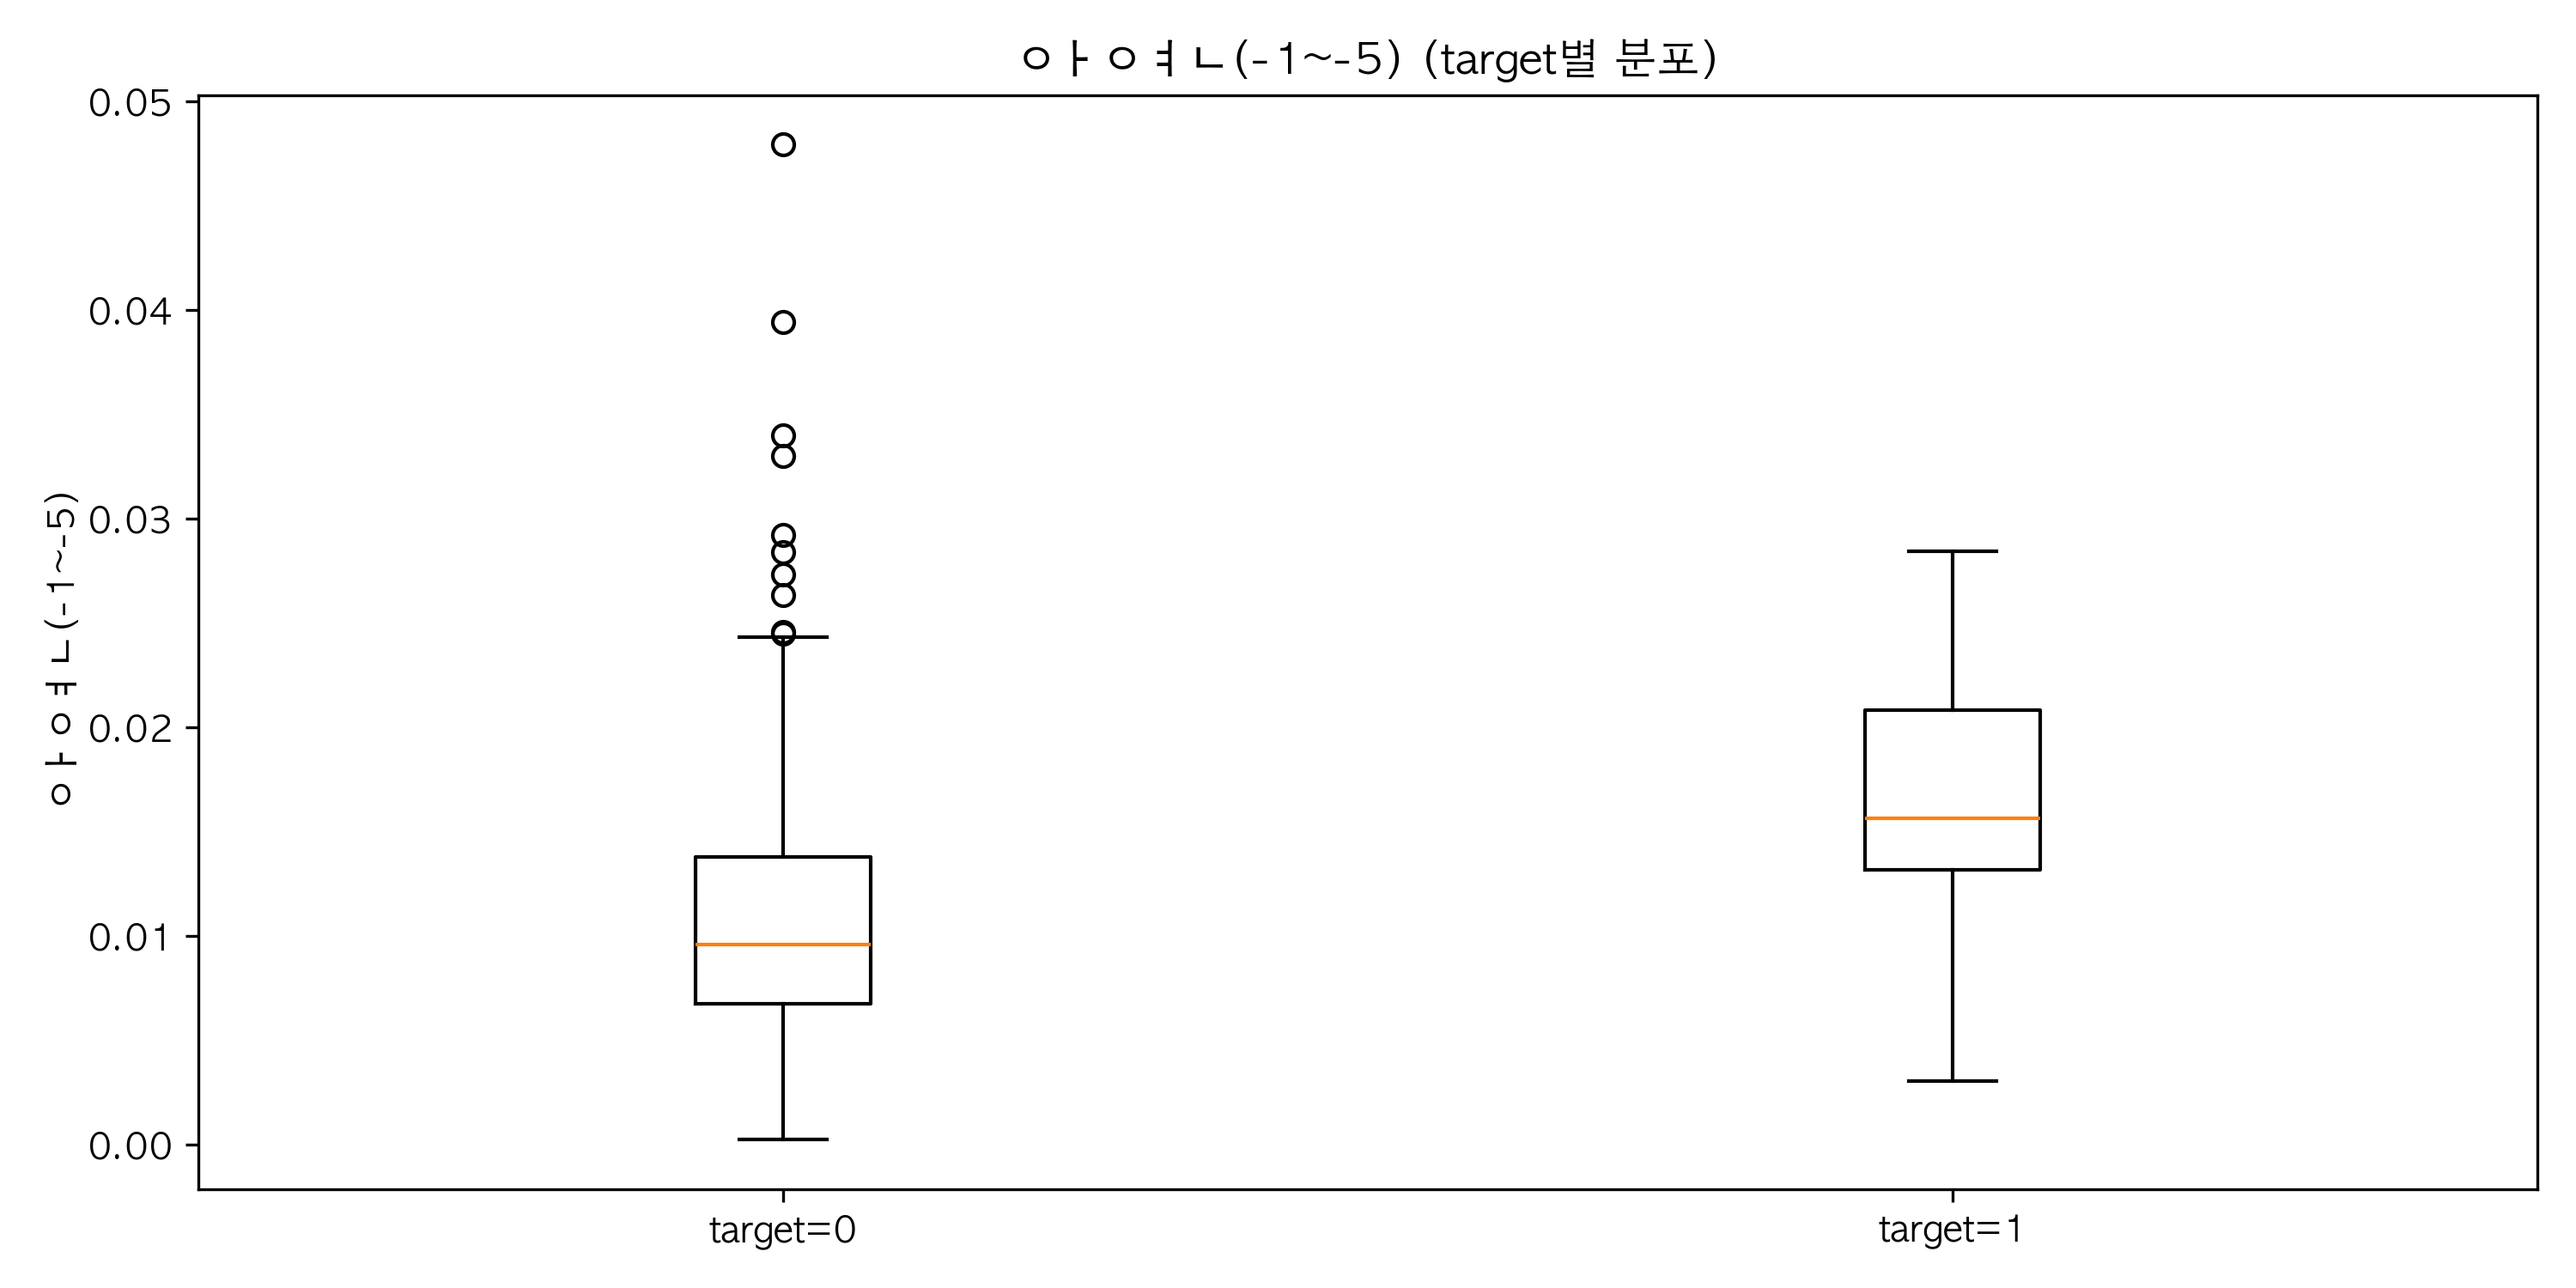 ㅇㅏㅇㅕㄴ(-1~-5) (target별 분포)
0.05
0.04
0.03
0.02
0.01
0.00
ㅇㅏㅇㅕㄴ(-1~-5)
target=0
target=1